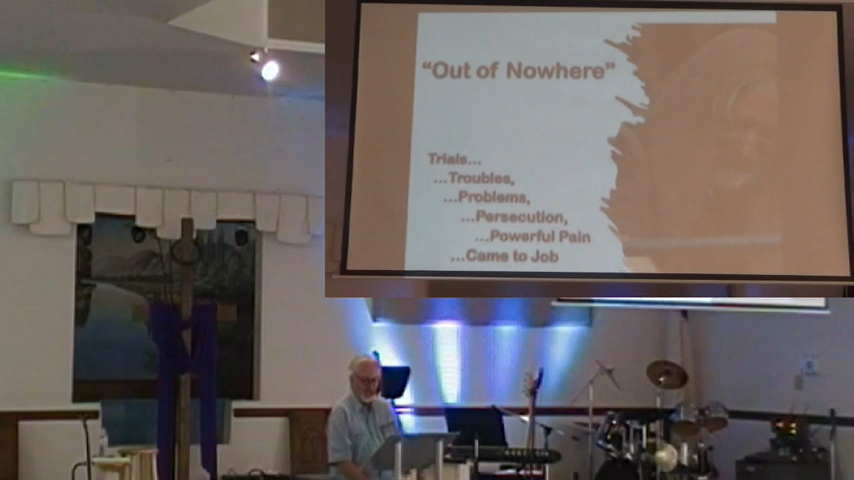 “Out of Nowhere”
Trials...
...Troubles,
...Problems,
...Persecution,
...Powerful Pain
...Came to Job